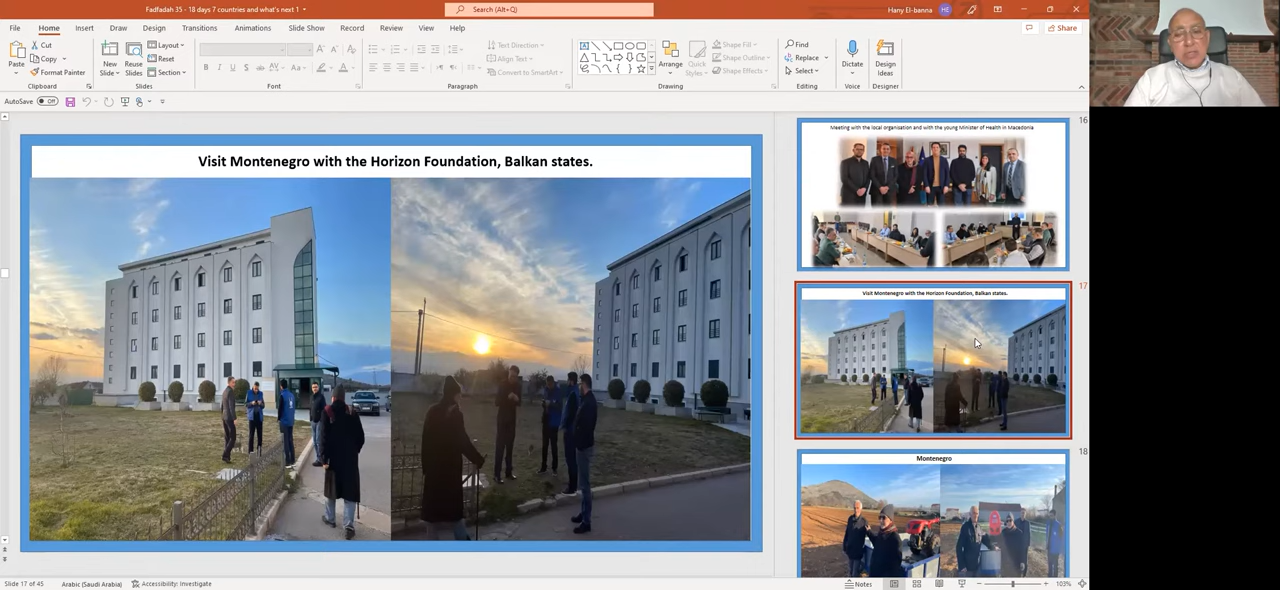 Fadfadah 35 - 18 days 7 countries and what's next 1
Search (Alt+Q)
Hany El-banna
HE
File
Home
Insert
Draw
Design
Transitions
Animations
Slide Show
Record
Review
View
Help
Share
Paste
Cut
Copy
Format Painter
Clipboard
New Slide
Reuse Slides
Layout
Reset
Section
Slides
Font
Text Direction
Align Text
Convert to SmartArt
Paragraph
Arrange
Quick Styles
Shape Fill
Shape Outline
Shape Effects
Drawing
Find
Replace
Select
Editing
Dictate
Voice
Design Ideas
Designer
AutoSave
Off
Visit Montenegro with the Horizon Foundation, Balkan states.
16
Meeting with the local organisation and with the young Minister of Health in Macedonia
17
Visit Montenegro with the Horizon Foundation, Balkan states.
18
Montenegro
Slide 17 of 45
Arabic (Saudi Arabia)
Accessibility: Investigate
Notes
103%